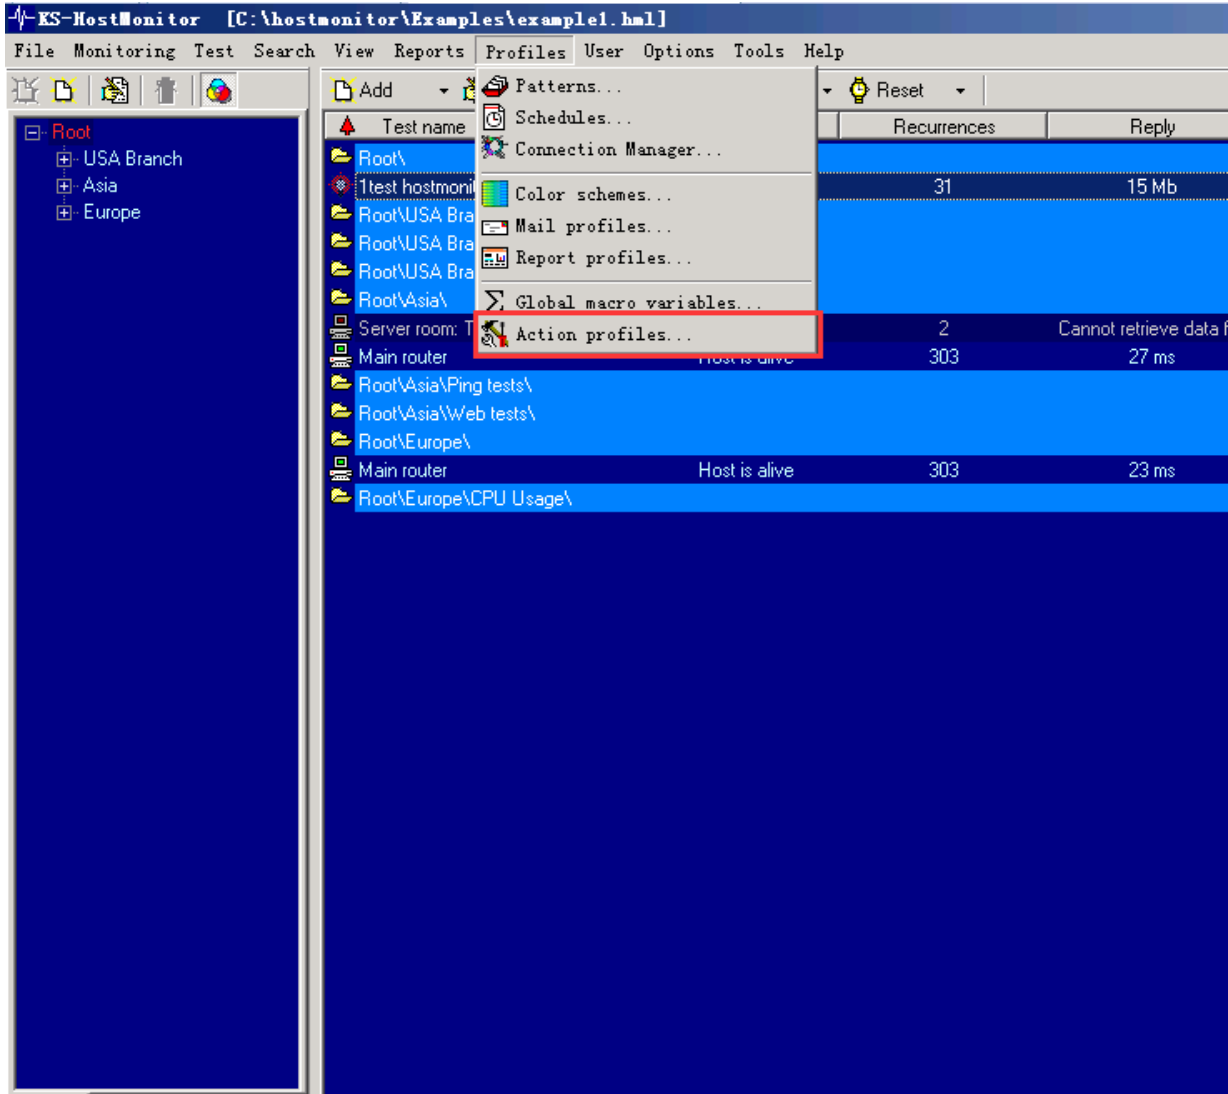 KS-HostMonitor [C:\hostmonitor\Examples\example1.hml]
File Monitoring Test Search View Reports Profiles User Options Tools Help
Add Reset
Patterns...
Schedules...
Connection Manager...
Color schemes...
Mail profiles...
Report profiles...
Global macro variables...
Action profiles...
Root
USA Branch
Asia
Europe
Test name Recurrences Reply
Root\
1test hostmoni 31 15 Mb
Root\USA Bra
Root\USA Bra
Root\USA Bra
Root\Asia\
Server room: T 2 Cannot retrieve data f
Main router Host is alive 303 27 ms
Root\Asia\Ping tests\
Root\Asia\Web tests\
Root\Europe\
Main router Host is alive 303 23 ms
Root\Europe\CPU Usage\